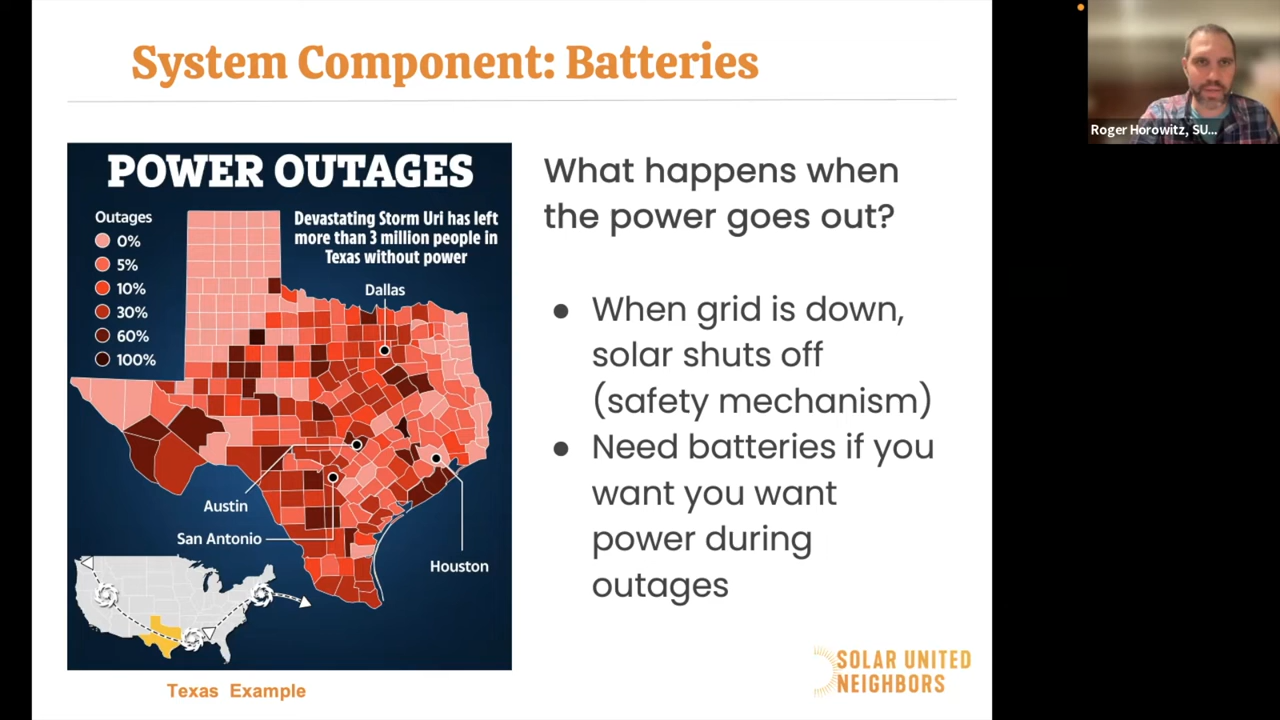 System Component: Batteries
POWER OUTAGES
Outages
0%
5%
10%
30%
60%
100%
Devastating Storm Uri has left
more than 3 million people in
Texas without power
Dallas
Austin
San Antonio
Houston
Texas Example
What happens when
the power goes out?
● When grid is down,
solar shuts off
(safety mechanism)
● Need batteries if you
want you want
power during
outages
SOLAR UNITED
NEIGHBORS
Roger Horowitz, SU...